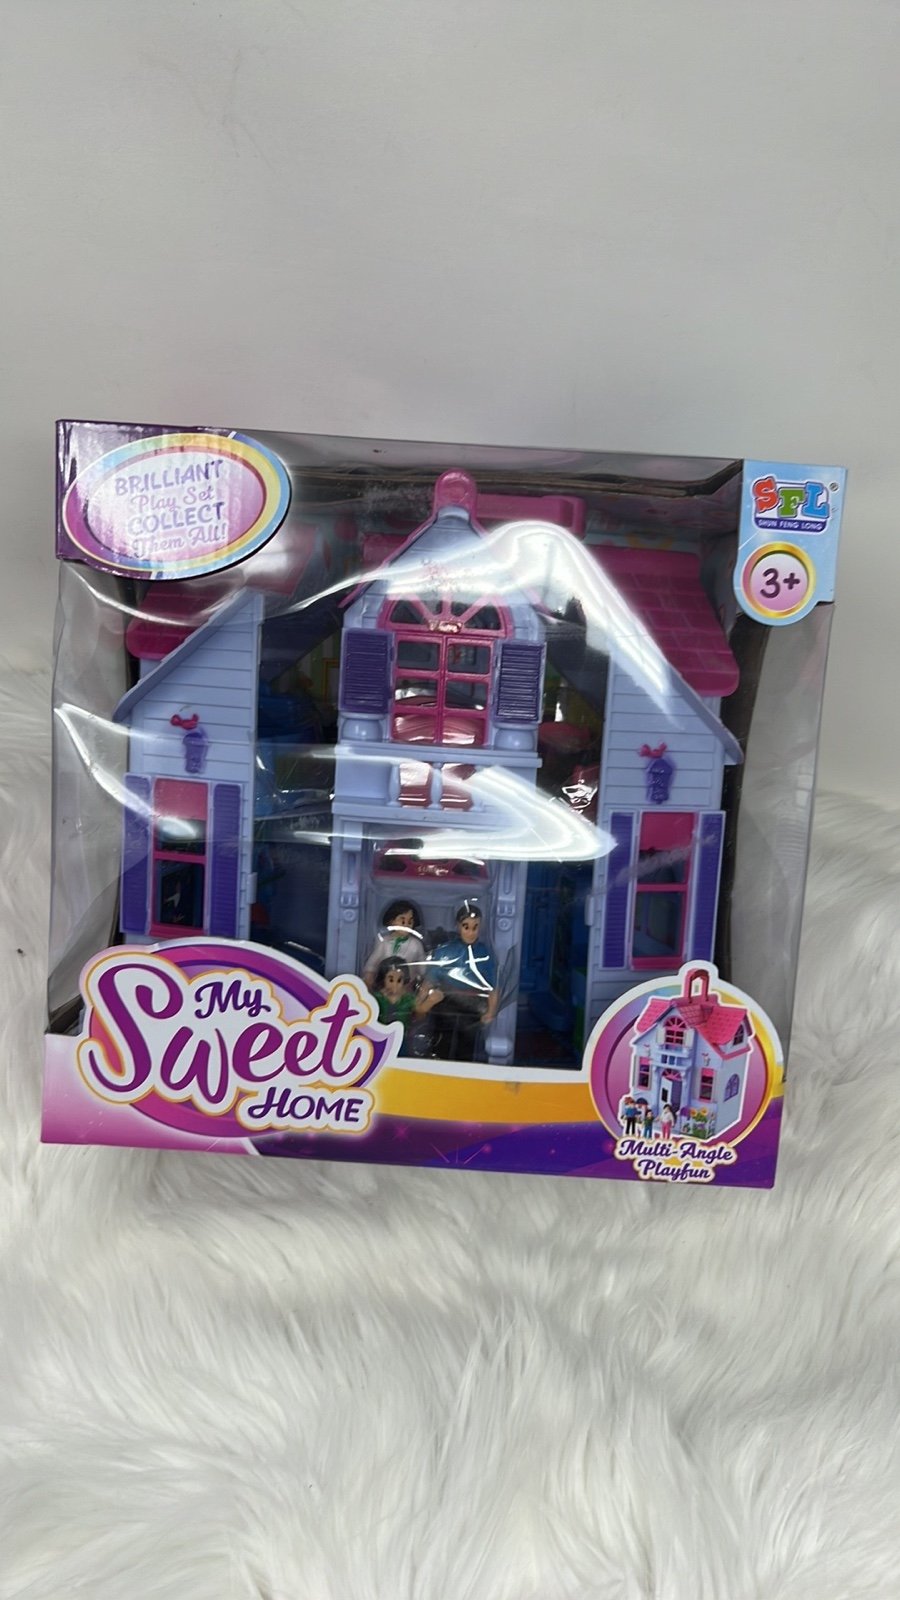 BRILLIANT
Play Set
COLLECT
Them All!
SFL®
SHUN FENG LONG
3+
My
Sweet
HOME
Multi-Angle
Playfun